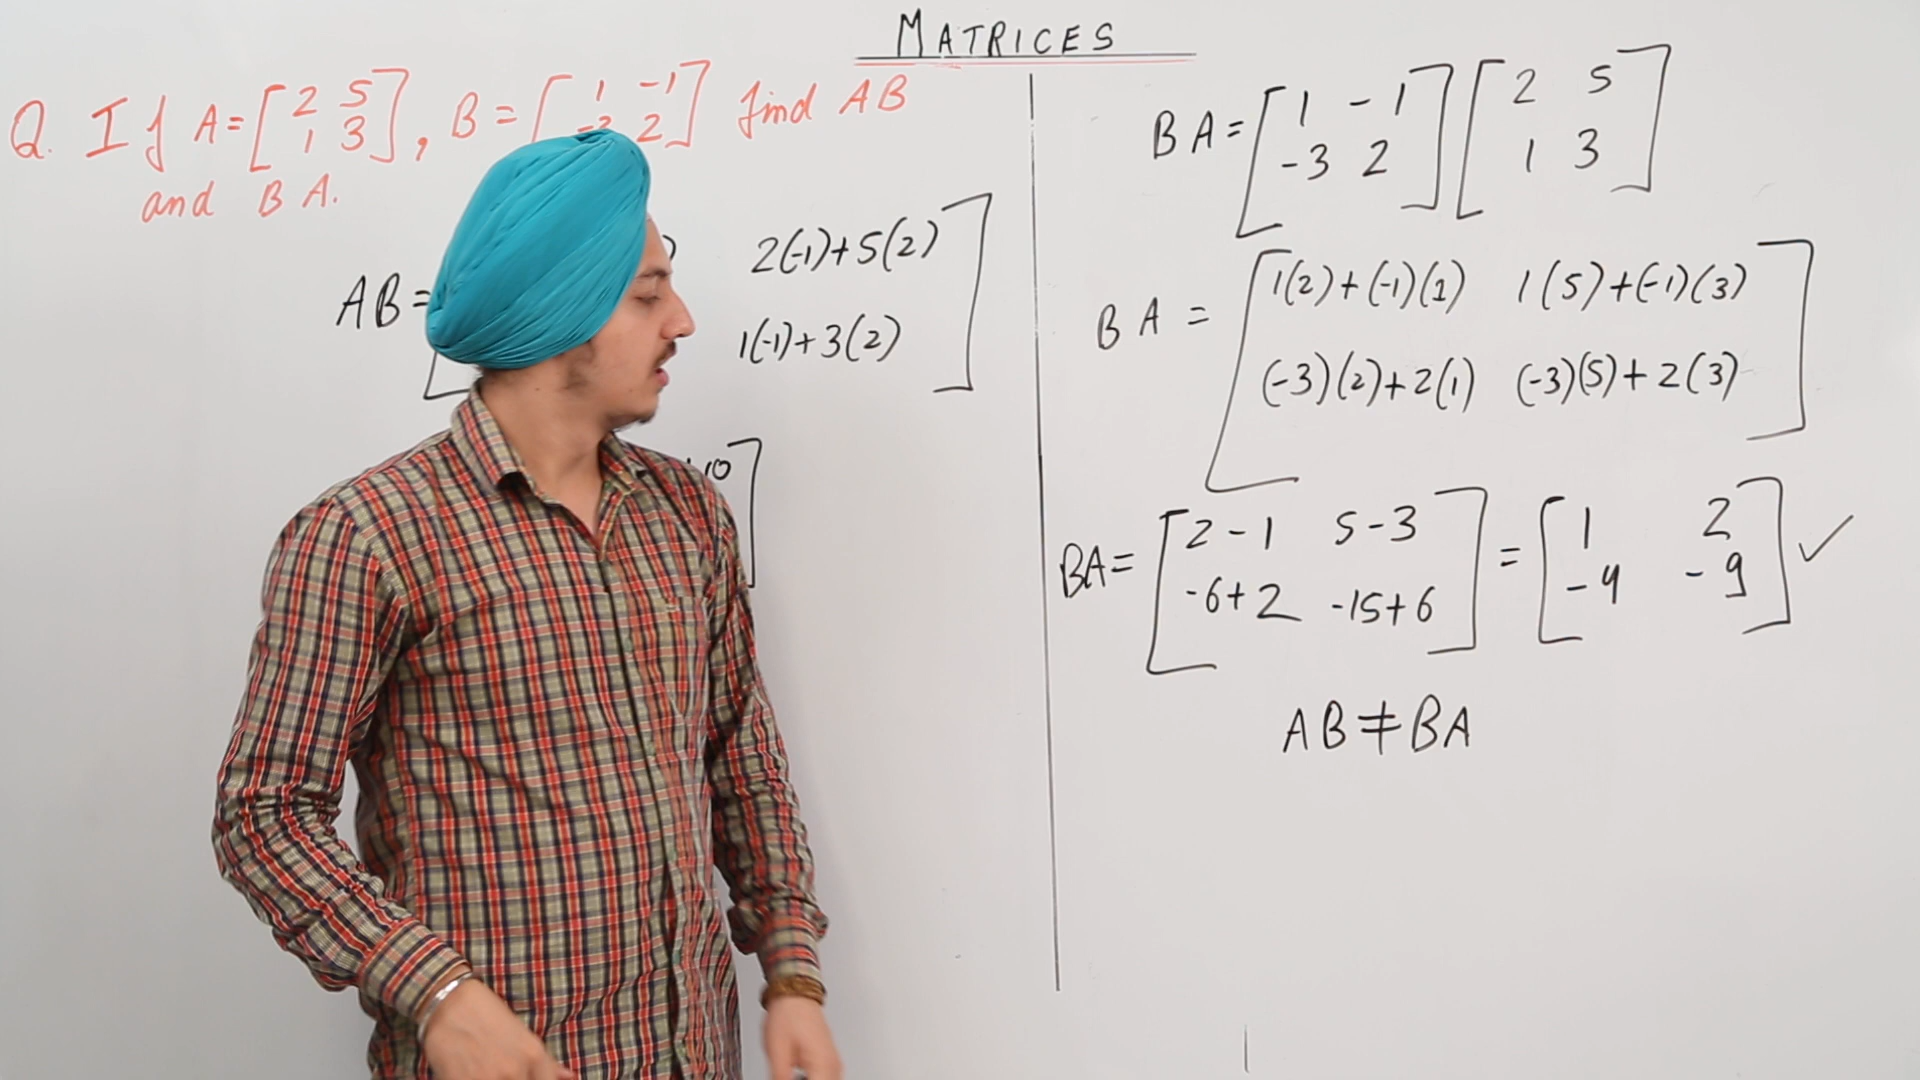 MATRICES
Q. If A = [ 2 5 ], B = [ 1 -1 ] find AB
1 3 2
and BA.
AB = 2(-1)+5(2)
1(-1)+3(2)
10
BA = [ 1 -1 ] [ 2 5 ]
-3 2 1 3
BA = [ 1(2)+(-1)(1) 1(5)+(-1)(3) ]
(-3)(2)+2(1) (-3)(5)+2(3)
BA = [ 2-1 5-3 ] = [ 1 2 ] ✓
-6+2 -15+6 -4 -9
AB ≠ BA